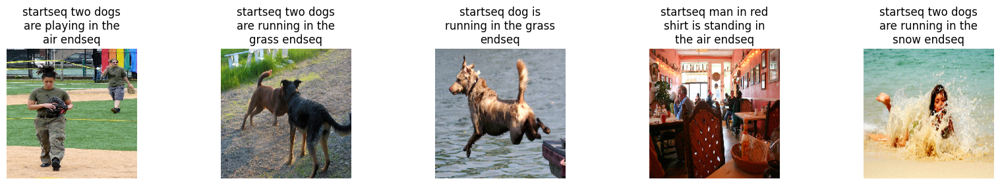 startseq two dogs
are playing in the
air endseq
startseq two dogs
are running in the
grass endseq
startseq dog is
running in the grass
endseq
startseq man in red
shirt is standing in
the air endseq
startseq two dogs
are running in the
snow endseq